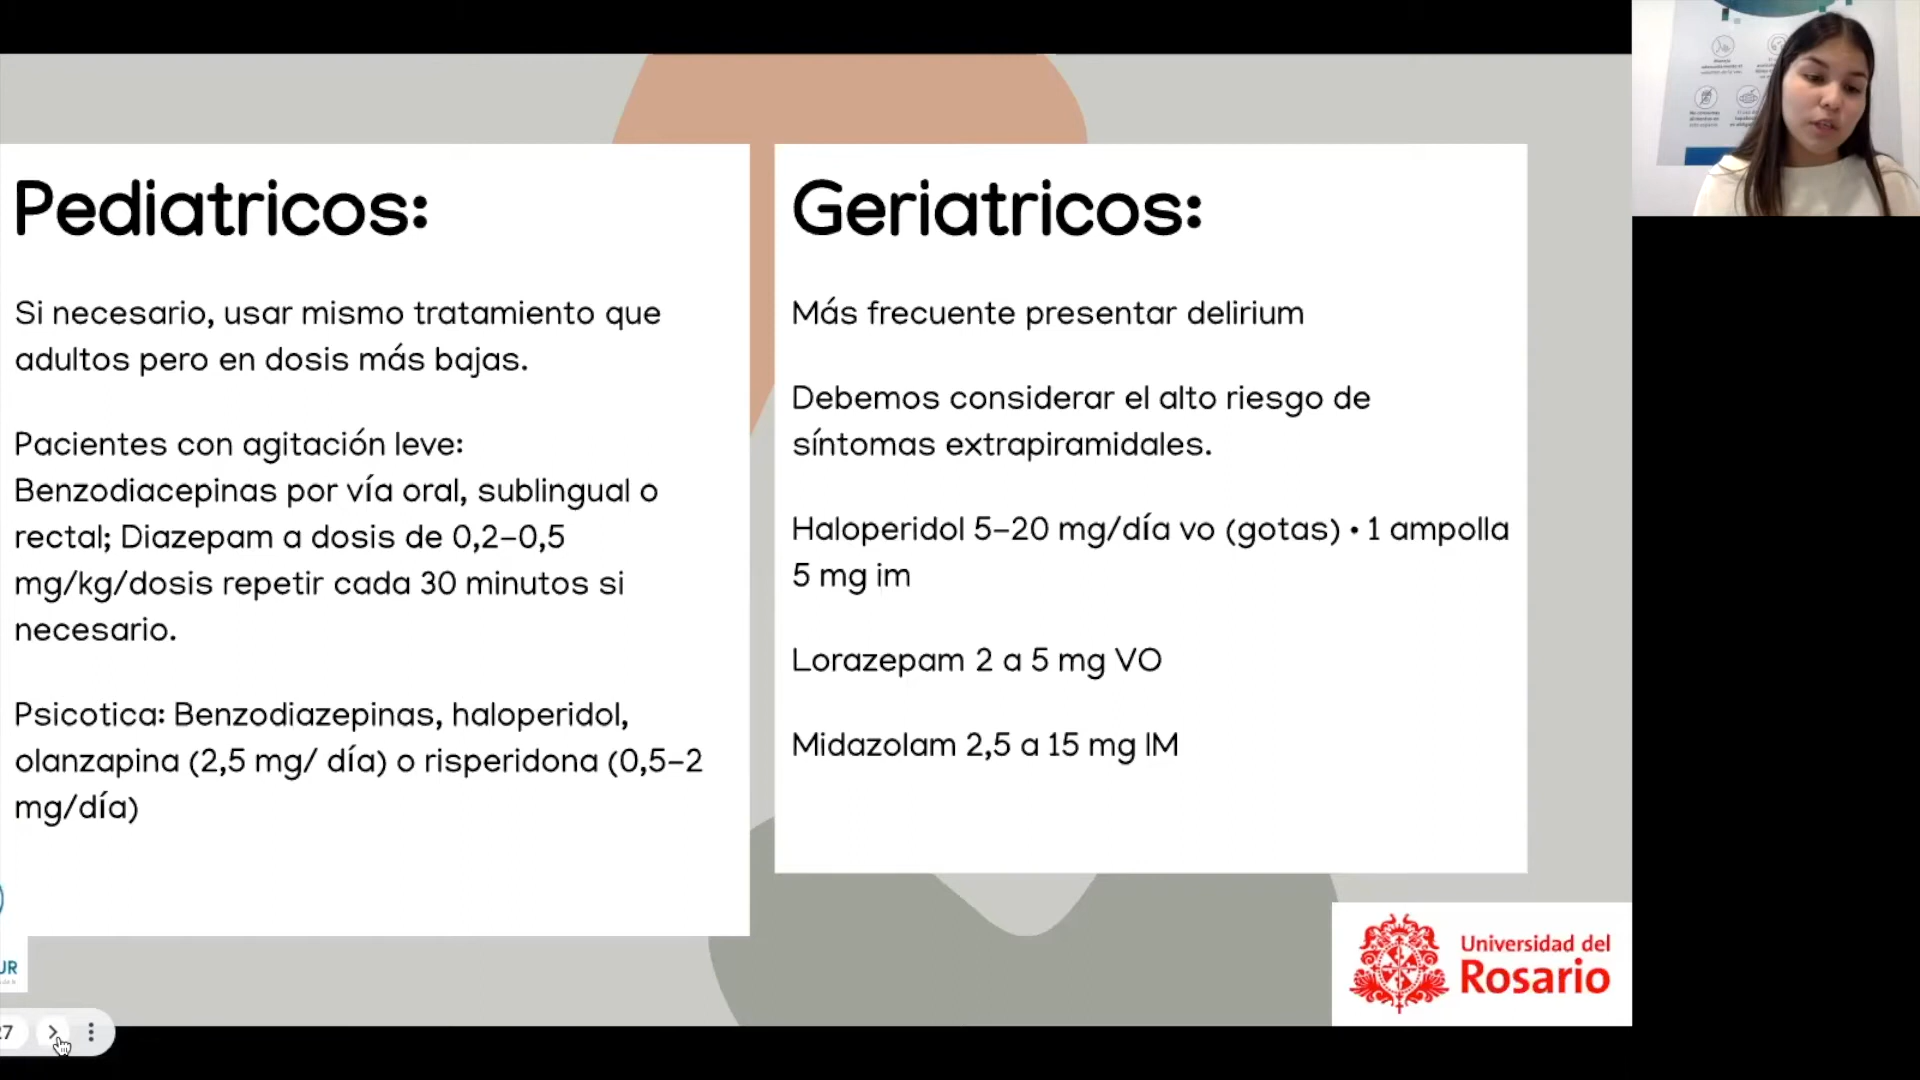 Pediatricos:
Si necesario, usar mismo tratamiento que
adultos pero en dosis más bajas.
Pacientes con agitación leve:
Benzodiacepinas por vía oral, sublingual o
rectal; Diazepam a dosis de 0,2-0,5
mg/kg/dosis repetir cada 30 minutos si
necesario.
Psicotica: Benzodiazepinas, haloperidol,
olanzapina (2,5 mg/ día) o risperidona (0,5-2
mg/día)
Geriatricos:
Más frecuente presentar delirium
Debemos considerar el alto riesgo de
síntomas extrapiramidales.
Haloperidol 5-20 mg/día vo (gotas) • 1 ampolla
5 mg im
Lorazepam 2 a 5 mg VO
Midazolam 2,5 a 15 mg IM
Universidad del
Rosario
UR
27